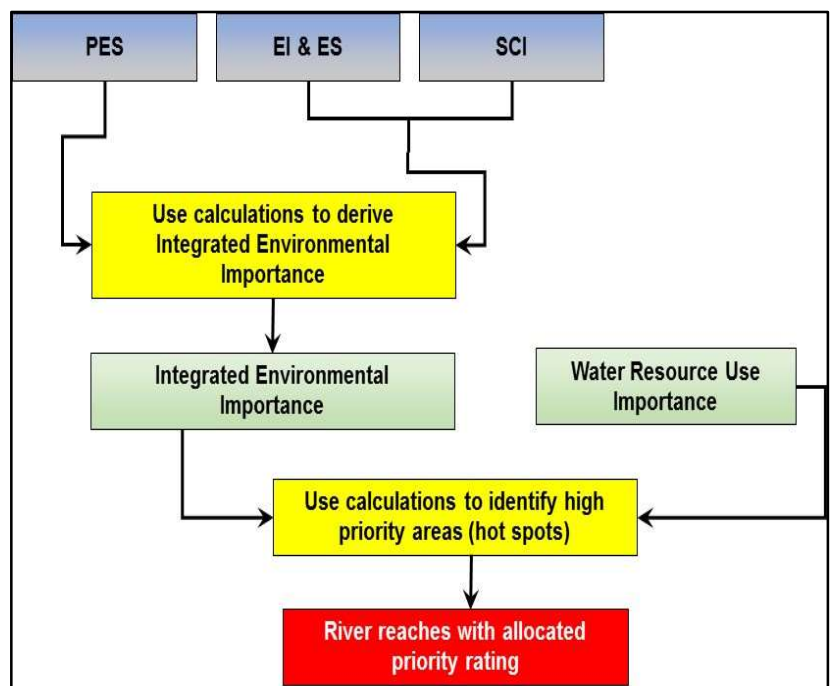 PES
EI & ES
SCI
Use calculations to derive
Integrated Environmental
Importance
Integrated Environmental
Importance
Water Resource Use
Importance
Use calculations to identify high
priority areas (hot spots)
River reaches with allocated
priority rating